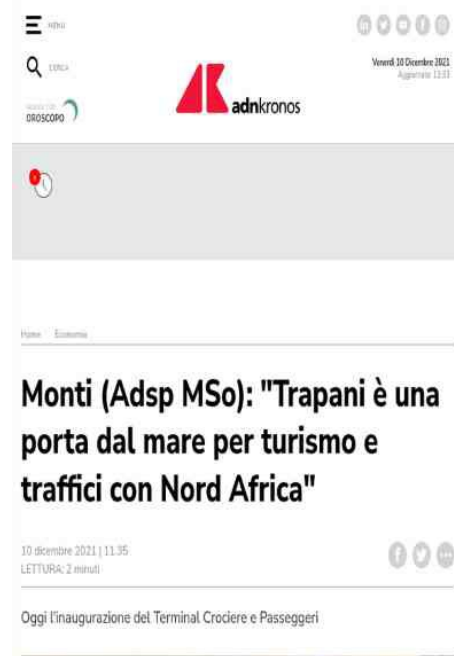 MENU
CERCA
Venerdì 10 Dicembre 2021
Aggiornato: 13:33
OROSCOPO
adnkronos
Home Economia
Monti (Adsp MSo): "Trapani è una
porta dal mare per turismo e
traffici con Nord Africa"
10 dicembre 2021 | 11.35
LETTURA: 2 minuti
Oggi l'inaugurazione del Terminal Crociere e Passeggeri